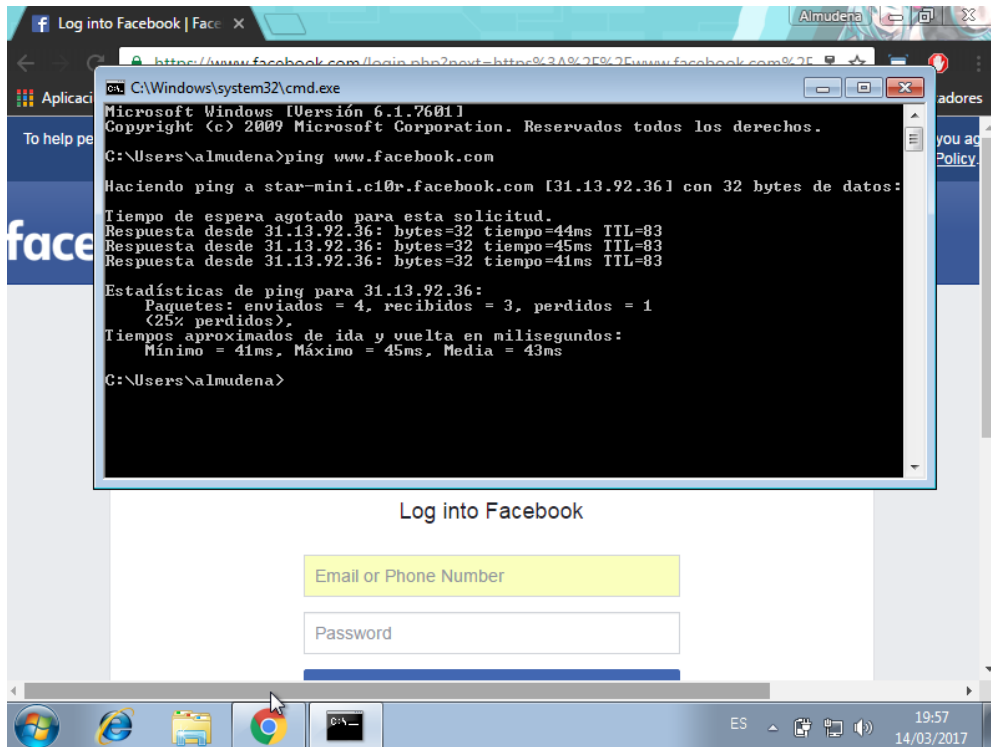 Log into Facebook | Face
Almudena
https://www.facebook.com/login.php?next=https%3A%2F%2Fwww.facebook.com%2F
Aplicaci
adores
C:\Windows\system32\cmd.exe
To help pe
you ag
Policy.
face
Microsoft Windows [Versión 6.1.7601]
Copyright (c) 2009 Microsoft Corporation. Reservados todos los derechos.
C:\Users\almudena>ping www.facebook.com
Haciendo ping a star-mini.c10r.facebook.com [31.13.92.36] con 32 bytes de datos:
Tiempo de espera agotado para esta solicitud.
Respuesta desde 31.13.92.36: bytes=32 tiempo=44ms TTL=83
Respuesta desde 31.13.92.36: bytes=32 tiempo=45ms TTL=83
Respuesta desde 31.13.92.36: bytes=32 tiempo=41ms TTL=83
Estadísticas de ping para 31.13.92.36:
Paquetes: enviados = 4, recibidos = 3, perdidos = 1
(25% perdidos),
Tiempos aproximados de ida y vuelta en milisegundos:
Mínimo = 41ms, Máximo = 45ms, Media = 43ms
C:\Users\almudena>
Log into Facebook
Email or Phone Number
Password
ES
19:57
14/03/2017